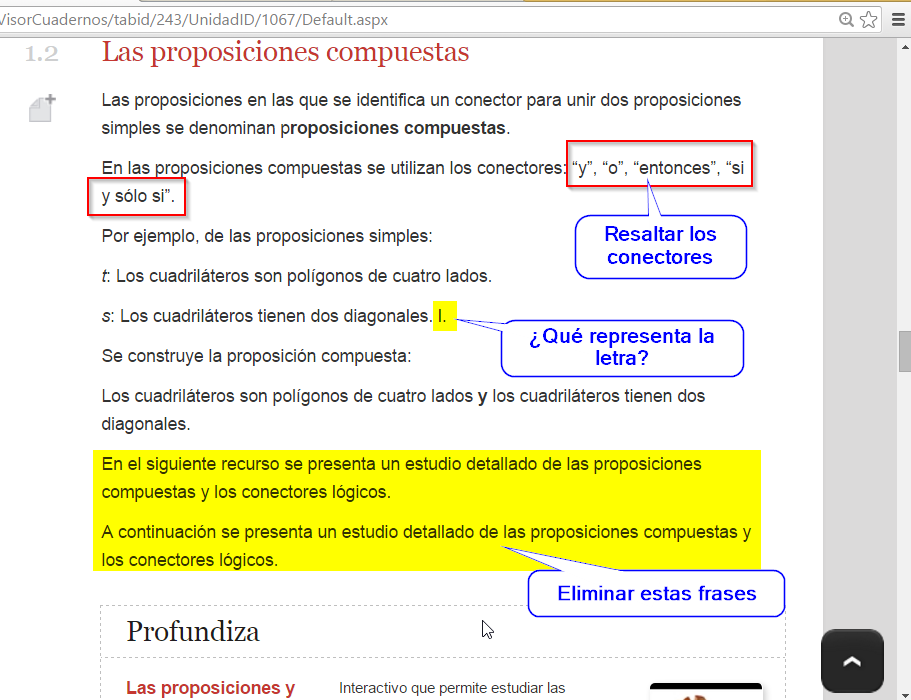 VisorCuadernos/tabid/243/UnidadID/1067/Default.aspx
1.2 Las proposiciones compuestas
Las proposiciones en las que se identifica un conector para unir dos proposiciones
simples se denominan proposiciones compuestas.
En las proposiciones compuestas se utilizan los conectores: “y”, “o”, “entonces”, “si
y sólo si”.
Resaltar los
conectores
Por ejemplo, de las proposiciones simples:
t: Los cuadriláteros son polígonos de cuatro lados.
s: Los cuadriláteros tienen dos diagonales. l.
¿Qué representa la
letra?
Se construye la proposición compuesta:
Los cuadriláteros son polígonos de cuatro lados y los cuadriláteros tienen dos
diagonales.
En el siguiente recurso se presenta un estudio detallado de las proposiciones
compuestas y los conectores lógicos.
A continuación se presenta un estudio detallado de las proposiciones compuestas y
los conectores lógicos.
Eliminar estas frases
Profundiza
Las proposiciones y
Interactivo que permite estudiar las